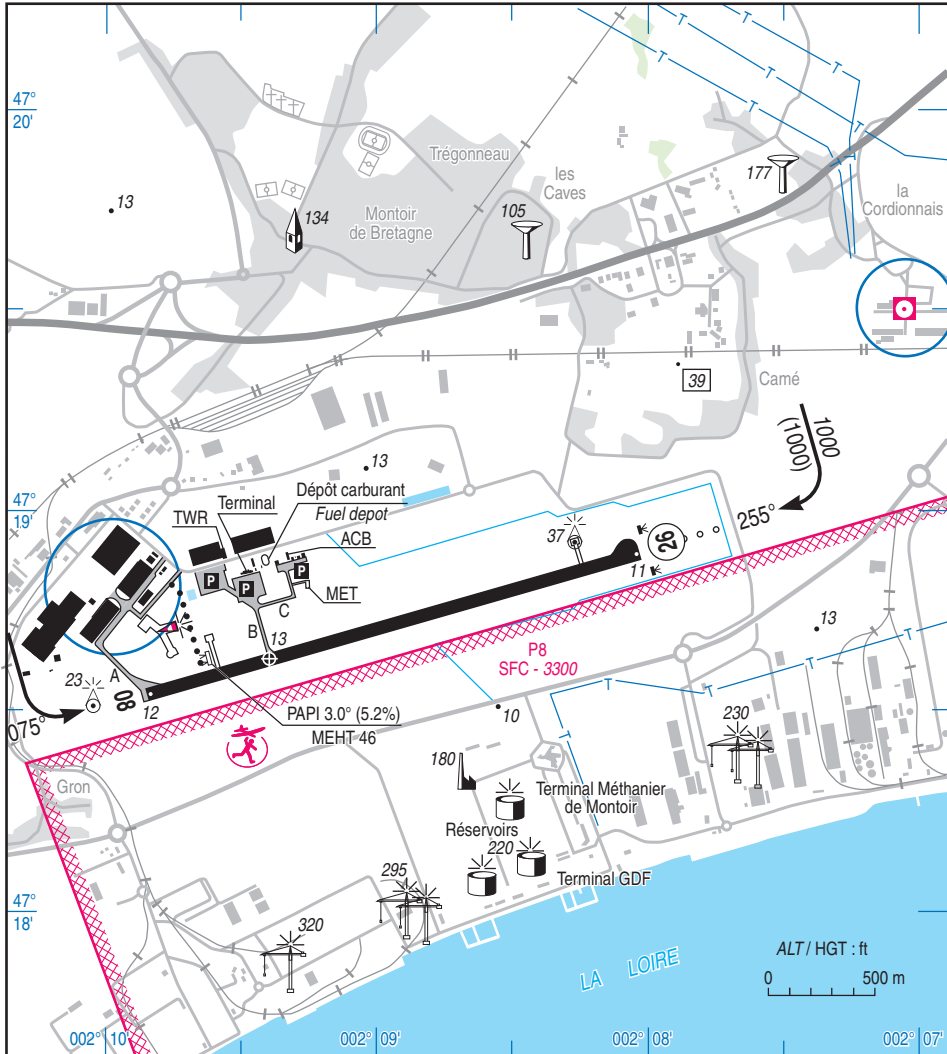 47°
20'
Trégonneau
les
Caves
177
la
Cordionnais
13
134
Montoir
de Bretagne
105
39
Camé
1000
(1000)
47°
19'
13
Dépôt carburant
Fuel depot
Terminal
TWR
ACB
37
26
255°
P
P
P
MET
11
C
B
13
13
P8
SFC - 3300
A
23
08
12
075°
PAPI 3.0° (5.2%)
MEHT 46
10
230
180
Gron
Terminal Méthanier
de Montoir
Réservoirs
220
Terminal GDF
295
47°
18'
320
LA LOIRE
ALT / HGT : ft
0 500 m
002° 10'
002° 09'
002° 08'
002° 07'
T
T
T
T
T
T
T
T
T
T